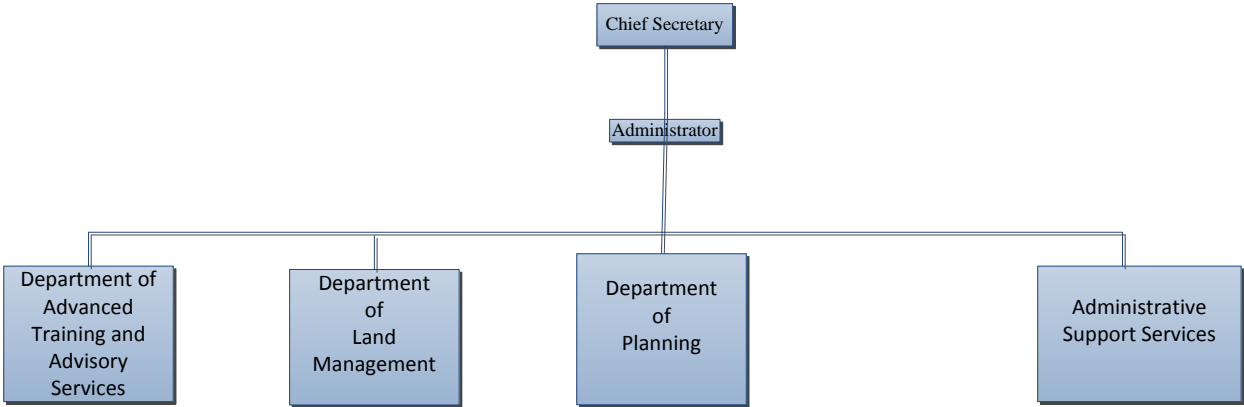 Chief Secretary
Administrator
Department of
Advanced
Training and
Advisory
Services
Department
of
Land
Management
Department
of
Planning
Administrative
Support Services